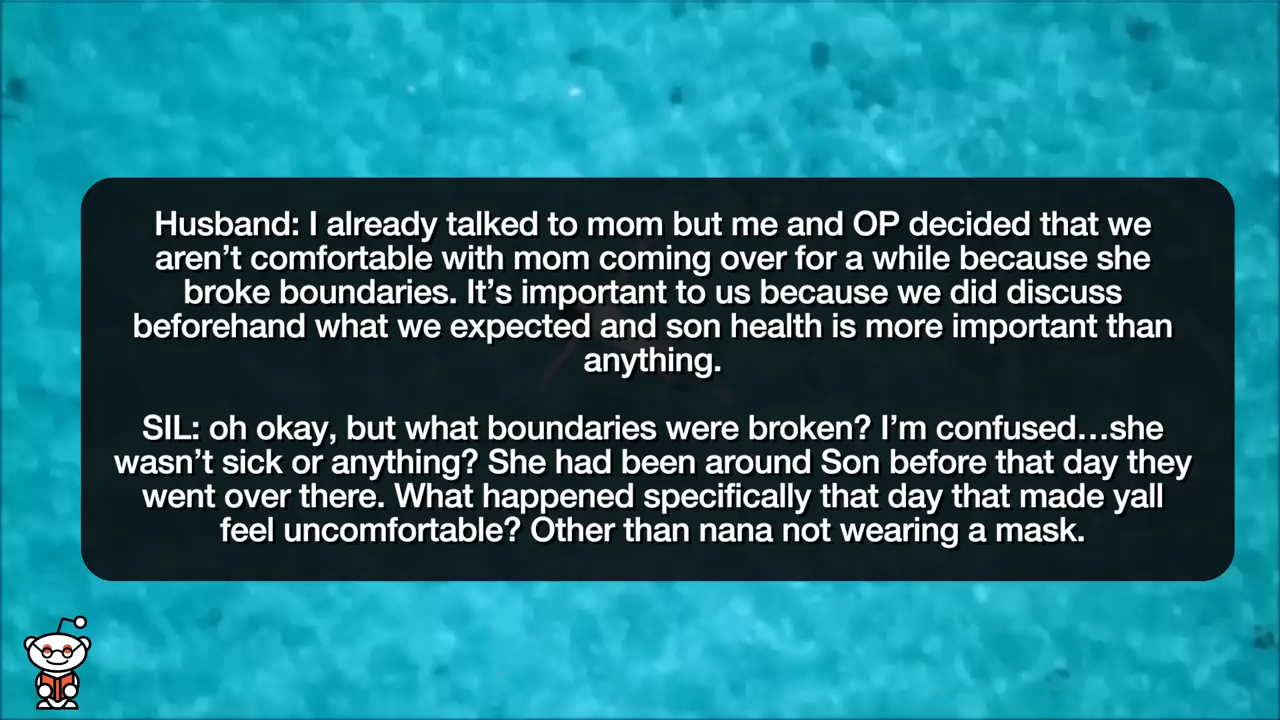 Husband: I already talked to mom but me and OP decided that we
aren’t comfortable with mom coming over for a while because she
broke boundaries. It’s important to us because we did discuss
beforehand what we expected and son health is more important than
anything.
SIL: oh okay, but what boundaries were broken? I’m confused…she
wasn’t sick or anything? She had been around Son before that day they
went over there. What happened specifically that day that made yall
feel uncomfortable? Other than nana not wearing a mask.